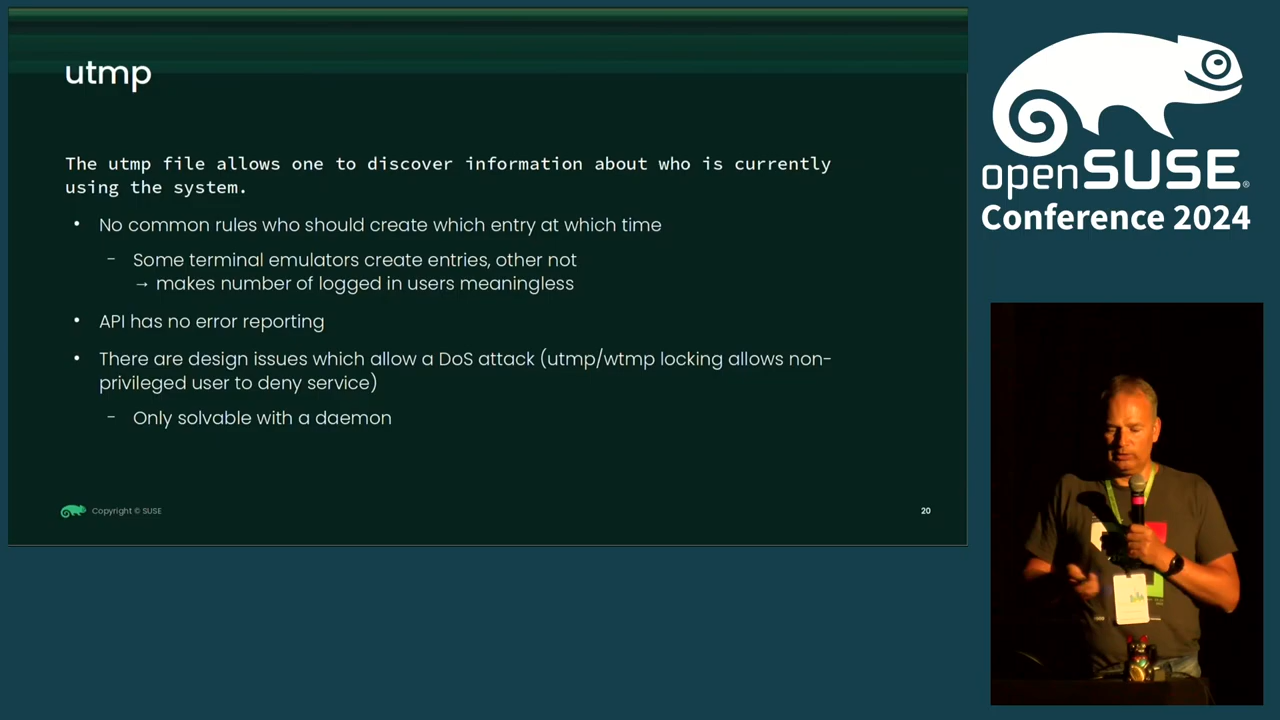 utmp
The utmp file allows one to discover information about who is currently
using the system.
• No common rules who should create which entry at which time
– Some terminal emulators create entries, other not
→ makes number of logged in users meaningless
• API has no error reporting
• There are design issues which allow a DoS attack (utmp/wtmp locking allows non-
privileged user to deny service)
– Only solvable with a daemon
Copyright © SUSE
20
openSUSE®
Conference 2024